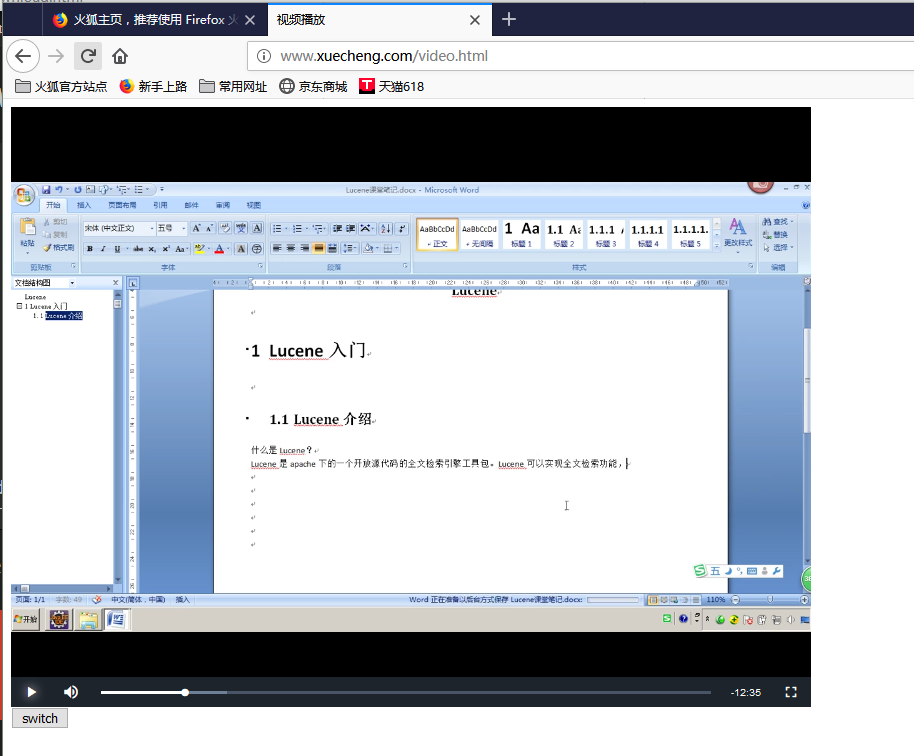 火狐主页，推荐使用 Firefox 火
视频播放
www.xuecheng.com/video.html
火狐官方站点 新手上路 常用网址 京东商城 天猫618
Lucene课堂笔记.docx - Microsoft Word
开始 插入 页面布局 引用 邮件 审阅 视图
粘贴
剪切
复制
格式刷
宋体 (中文正文) 五号
AaBbCcDd AaBbCcDd 1 Aa 1.1 Aa 1.1.1 1.1.1.1 1.1.1.1.
正文 无间隔 标题 1 标题 2 标题 3 标题 4 标题 5
更改样式
查找
替换
选择
剪贴板 字体 段落 样式 编辑
文档结构图
Lucene
1 Lucene 入门
1.1 Lucene 介绍
Lucene
1 Lucene 入门
1.1 Lucene 介绍
什么是 Lucene？
Lucene 是 apache 下的一个开放源代码的全文检索引擎工具包。Lucene 可以实现全文检索功能，
五
页面: 1/1 字数: 49 中文(简体，中国) 插入 Word 正在准备以后台方式保存 Lucene课堂笔记.docx: 110%
开始
-12:35
switch